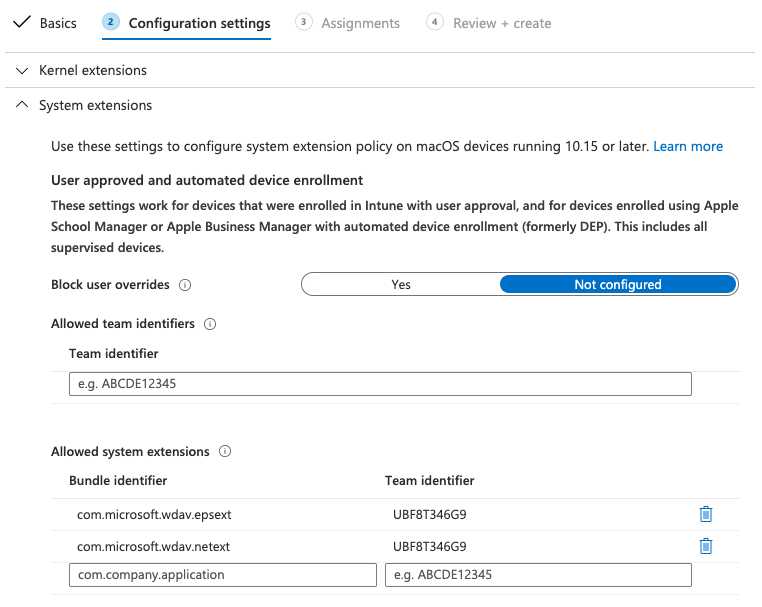 Basics 2 Configuration settings 3 Assignments 4 Review + create
Kernel extensions
System extensions
Use these settings to configure system extension policy on macOS devices running 10.15 or later. Learn more
User approved and automated device enrollment
These settings work for devices that were enrolled in Intune with user approval, and for devices enrolled using Apple
School Manager or Apple Business Manager with automated device enrollment (formerly DEP). This includes all
supervised devices.
Block user overrides Yes Not configured
Allowed team identifiers
Team identifier
e.g. ABCDE12345
Allowed system extensions
Bundle identifier Team identifier
com.microsoft.wdav.epsext UBF8T346G9
com.microsoft.wdav.netext UBF8T346G9
com.company.application e.g. ABCDE12345